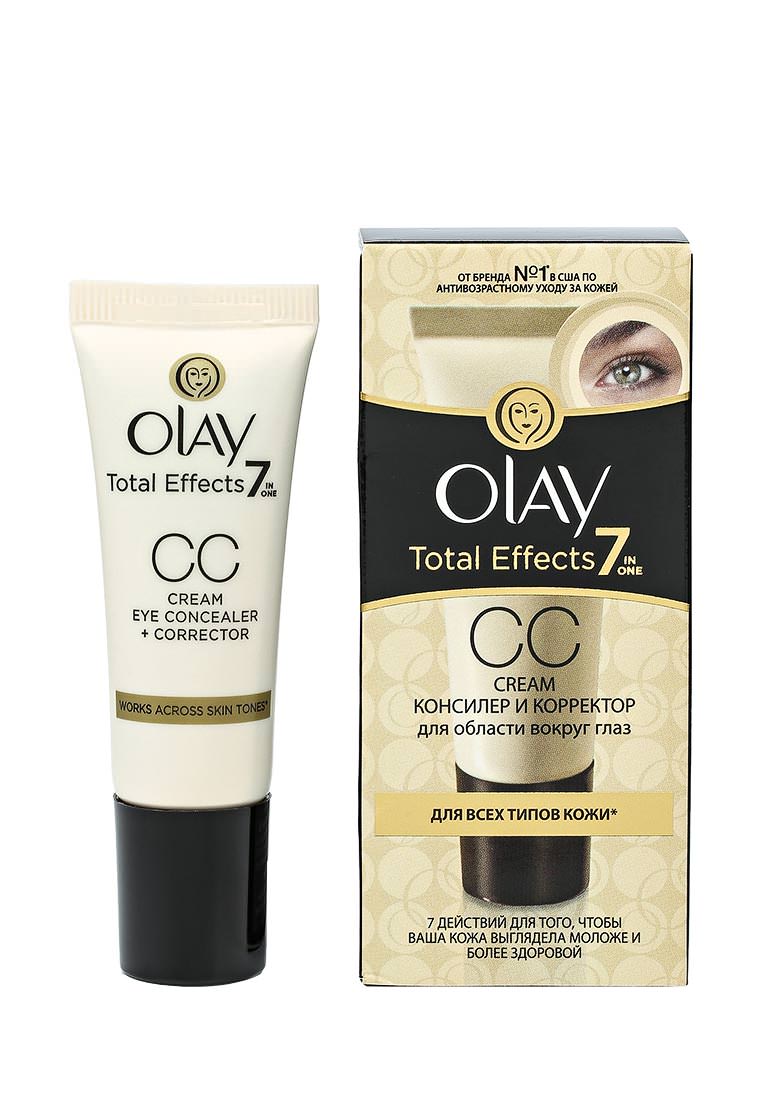 OLAY
Total Effects 7 IN ONE
CC
CREAM
EYE CONCEALER
+ CORRECTOR
WORKS ACROSS SKIN TONES*
ОТ БРЕНДА №1* В США ПО
АНТИВОЗРАСТНОМУ УХОДУ ЗА КОЖЕЙ
OLAY
Total Effects 7 IN ONE
CC
CREAM
КОНСИЛЕР И КОРРЕКТОР
для области вокруг глаз
ДЛЯ ВСЕХ ТИПОВ КОЖИ*
7 ДЕЙСТВИЙ ДЛЯ ТОГО, ЧТОБЫ
ВАША КОЖА ВЫГЛЯДЕЛА МОЛОЖЕ И
БОЛЕЕ ЗДОРОВОЙ